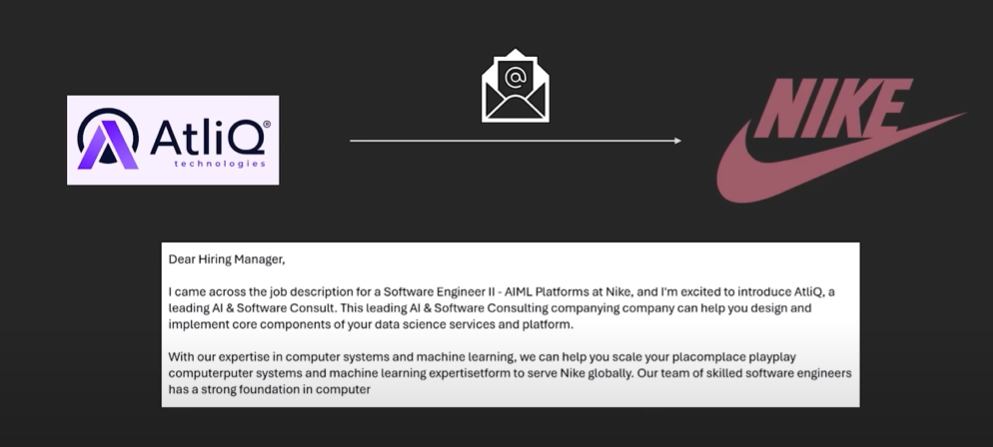 @
AtliQ®
technologies
NIKE
Dear Hiring Manager,
I came across the job description for a Software Engineer II - AIML Platforms at Nike, and I'm excited to introduce AtliQ, a
leading AI & Software Consult. This leading AI & Software Consulting companying company can help you design and
implement core components of your data science services and platform.
With our expertise in computer systems and machine learning, we can help you scale your placomplace playplay
computerputer systems and machine learning expertisetform to serve Nike globally. Our team of skilled software engineers
has a strong foundation in computer